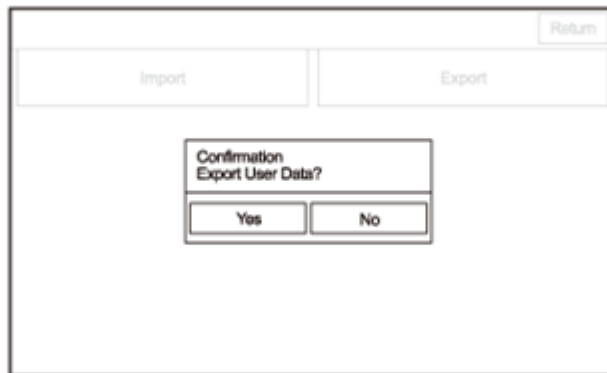 Return
Import Export
Confirmation
Export User Data?
Yes No